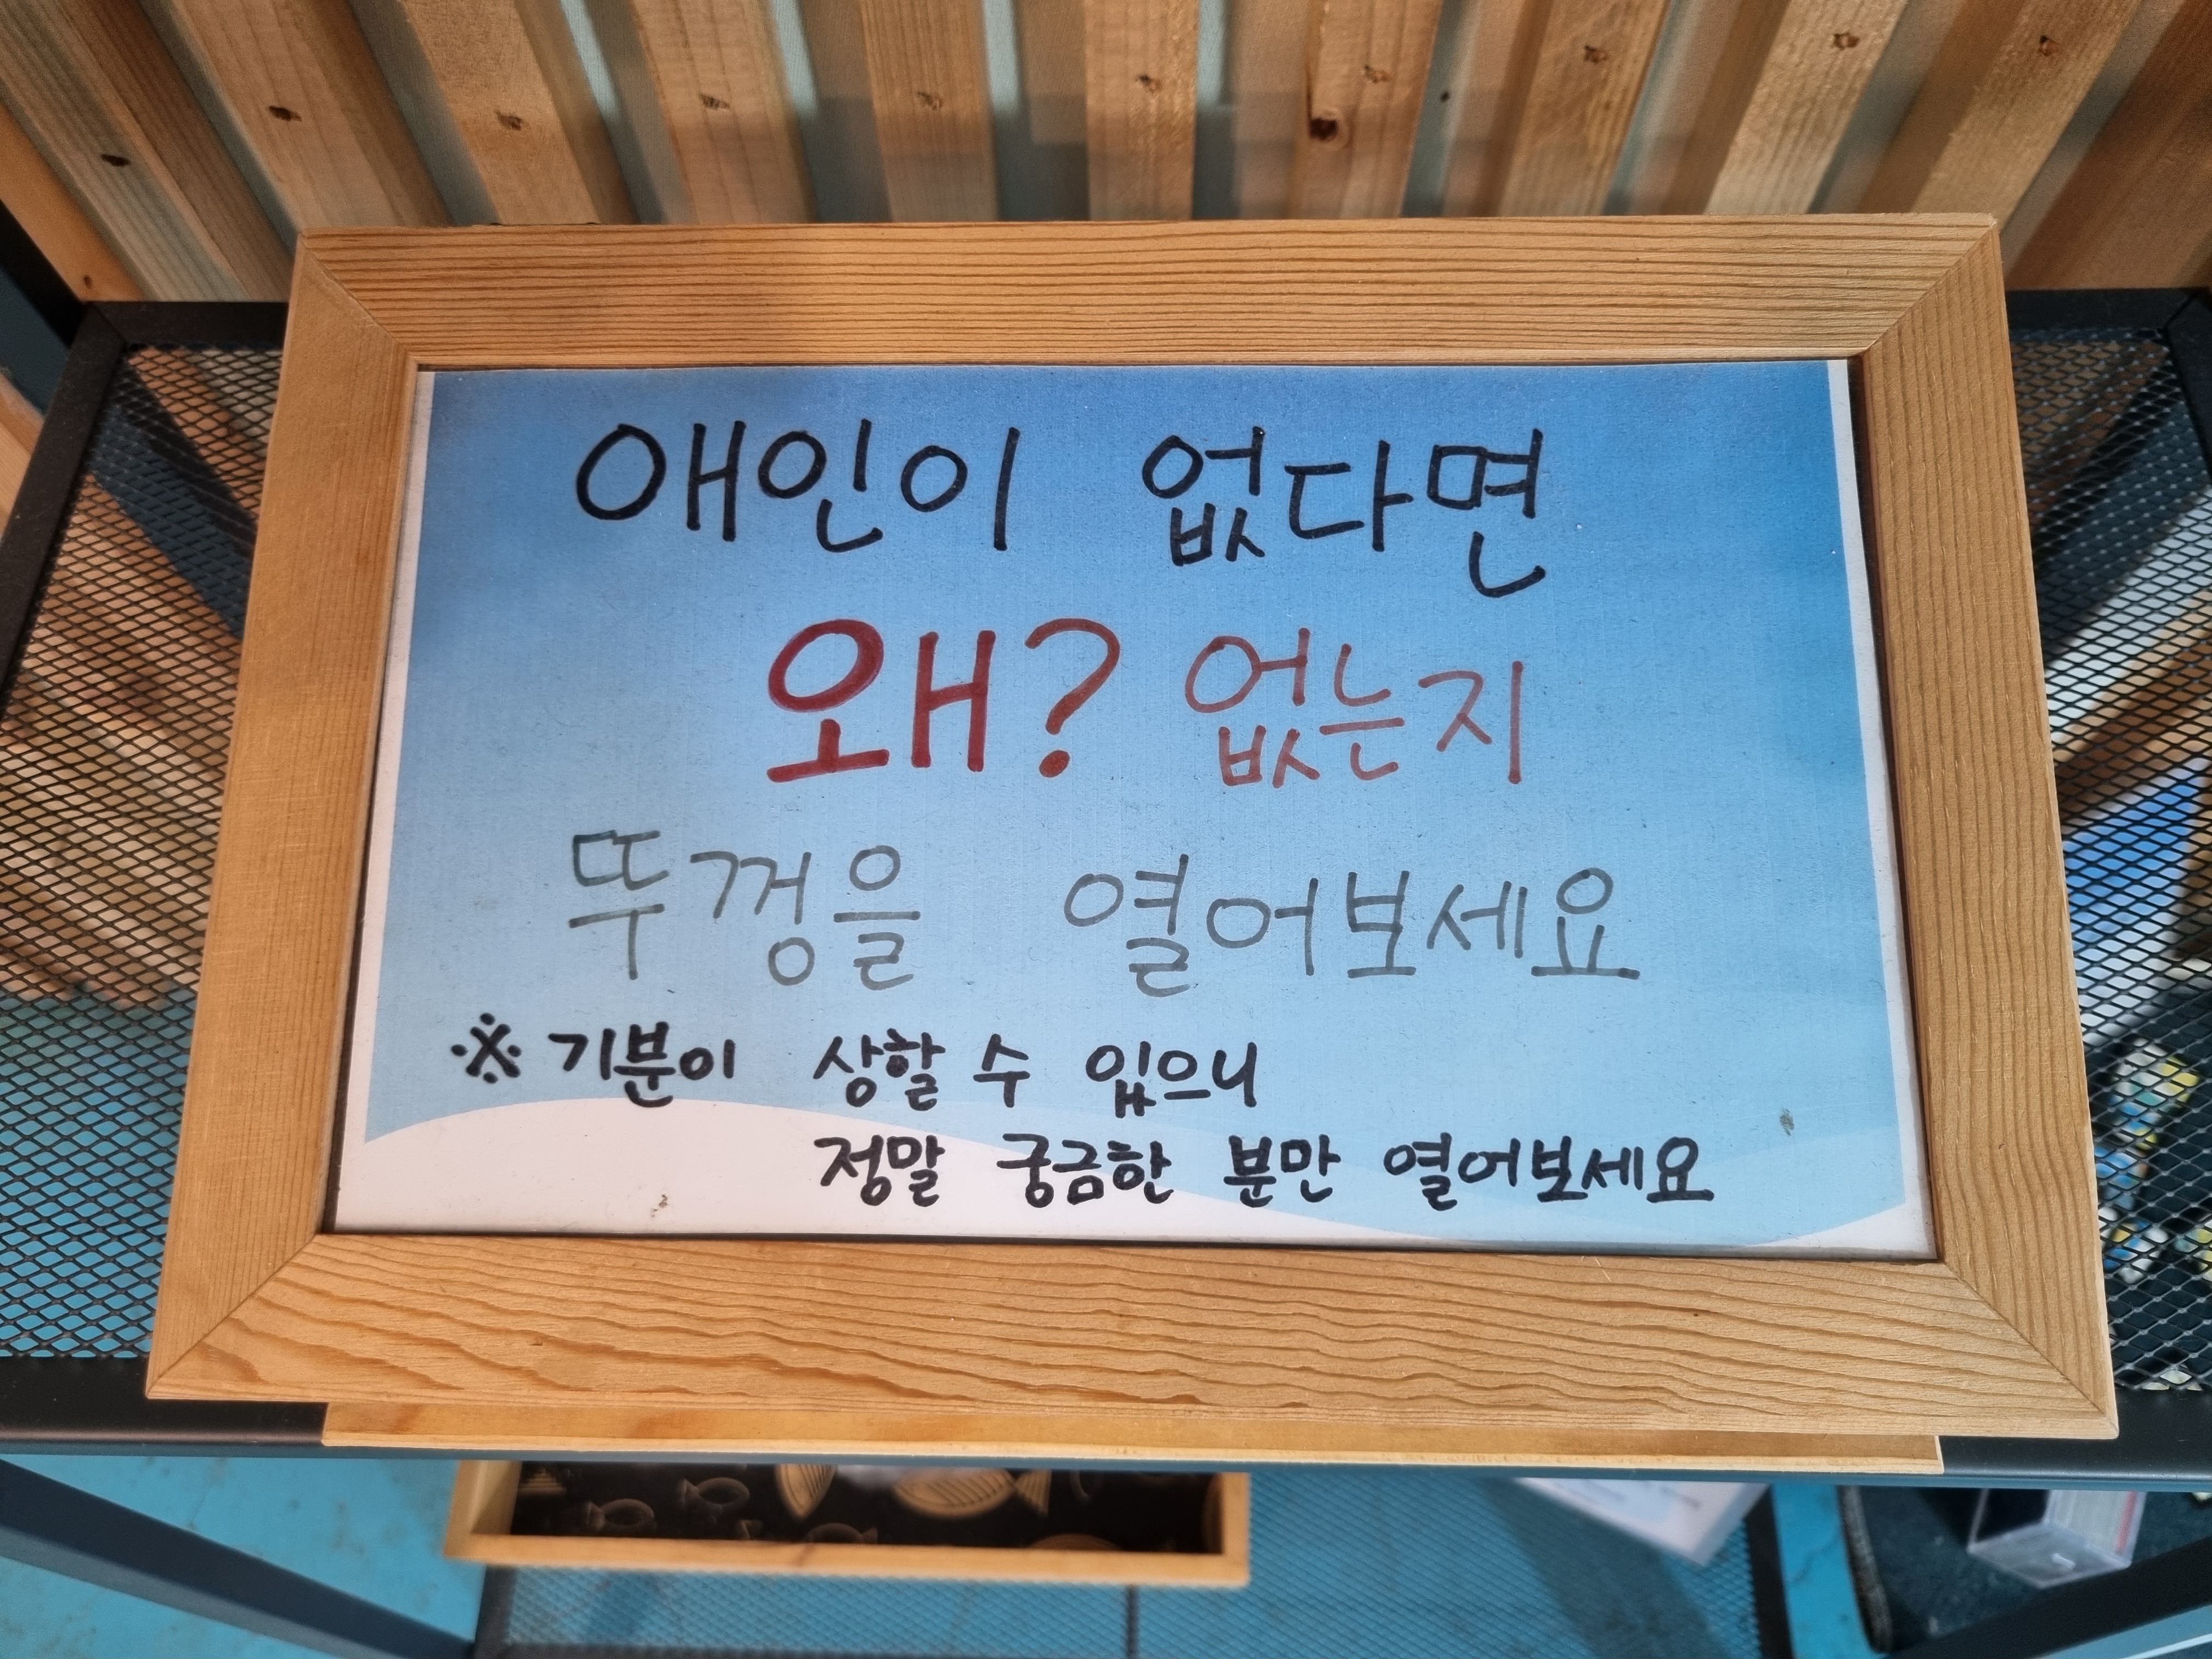 애인이 없다면
왜? 없는지
뚜껑을 열어보세요
※ 기분이 상할 수 있으니
정말 궁금한 분만 열어보세요